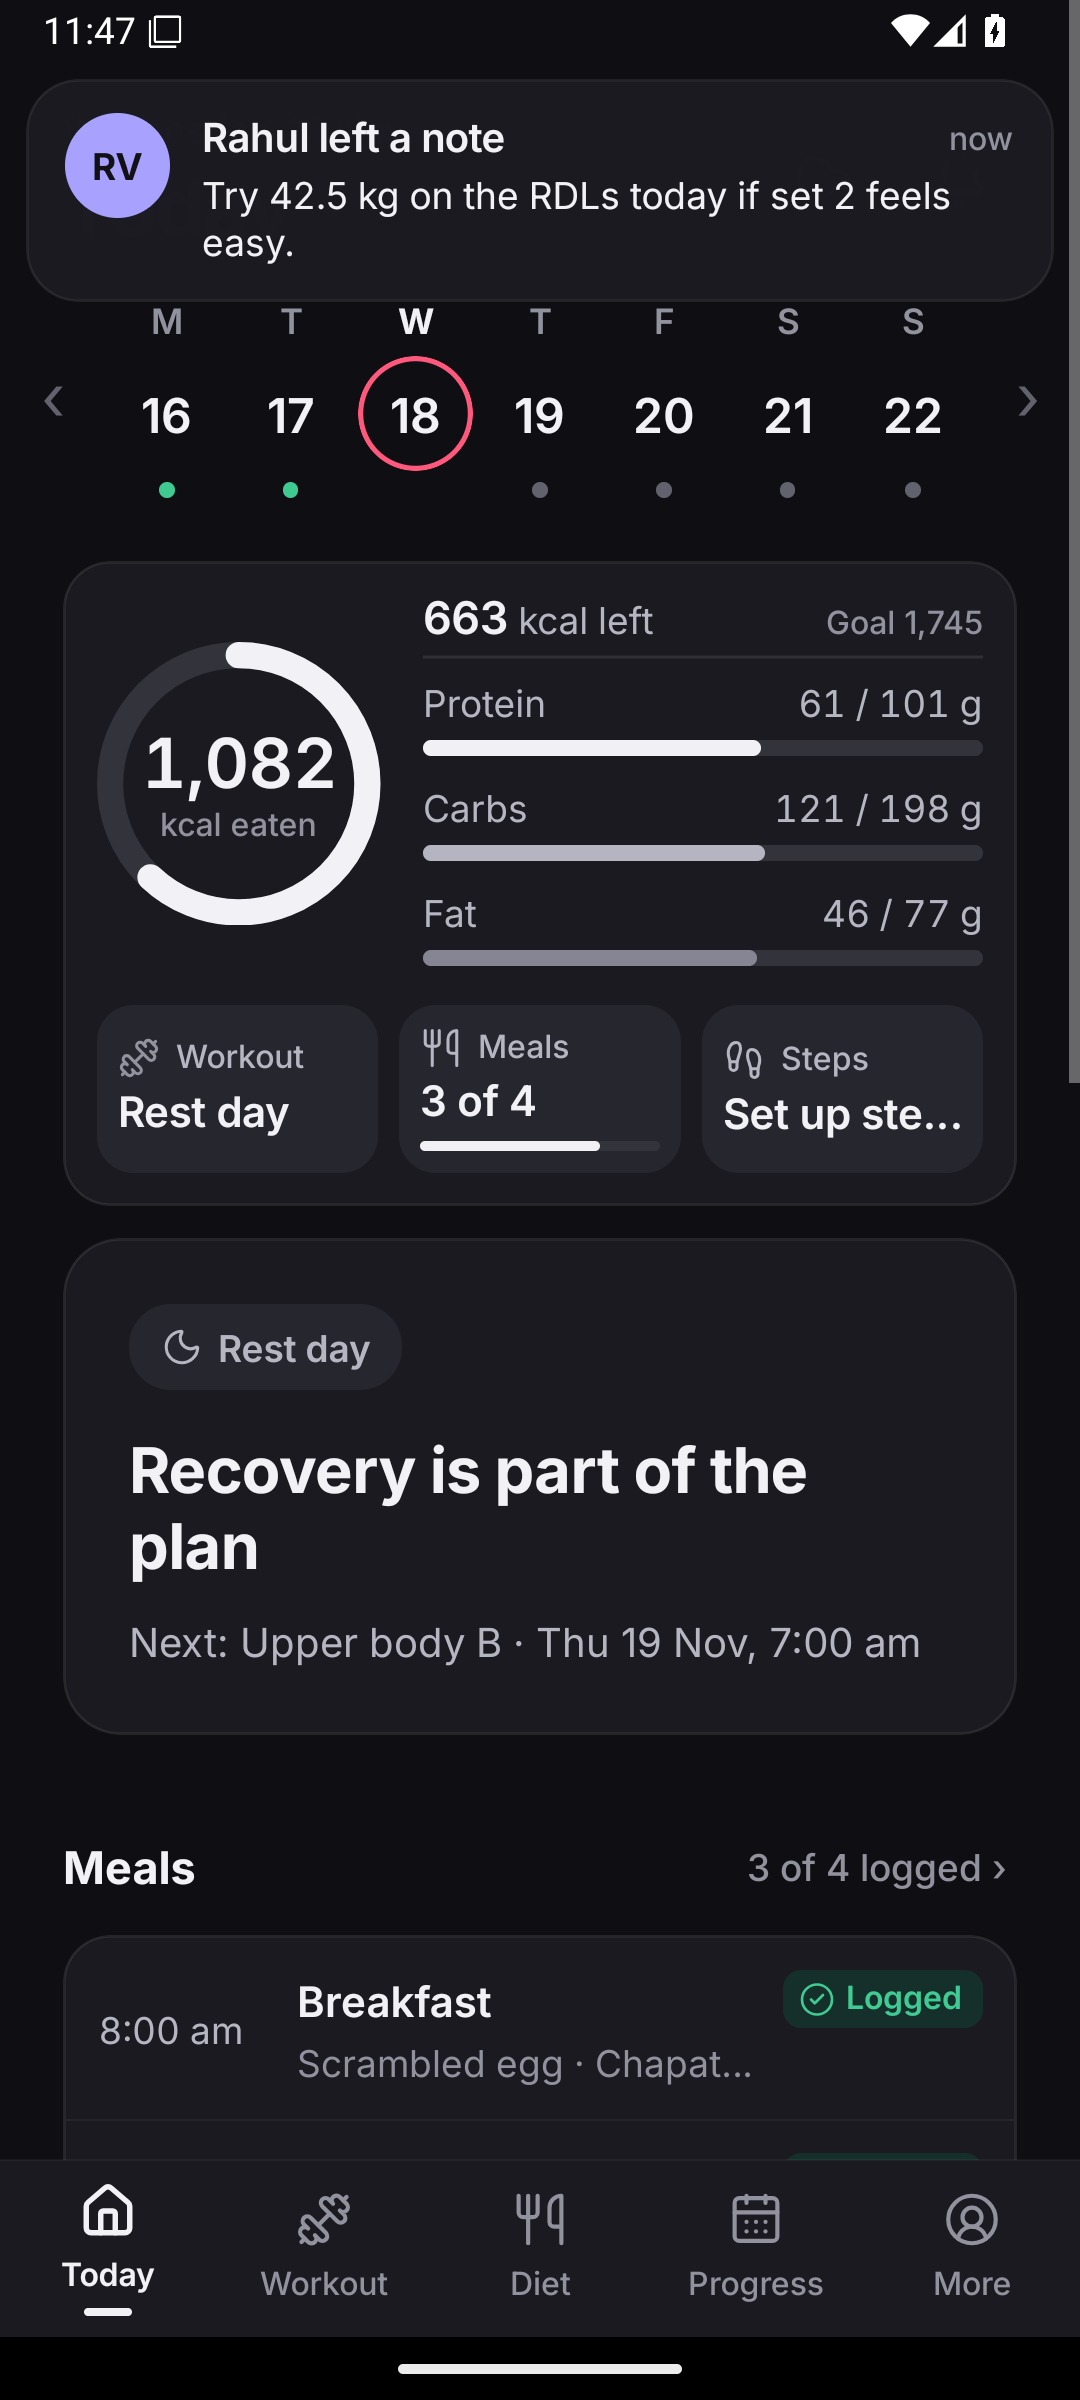 11:47
RV
Rahul left a note
now
Try 42.5 kg on the RDLs today if set 2 feels
easy.
M T W T F S S
‹ 16 17 18 19 20 21 22 ›
663 kcal left
Goal 1,745
1,082
kcal eaten
Protein 61 / 101 g
Carbs 121 / 198 g
Fat 46 / 77 g
Workout
Rest day
Meals
3 of 4
Steps
Set up ste...
Rest day
Recovery is part of the
plan
Next: Upper body B · Thu 19 Nov, 7:00 am
Meals
3 of 4 logged ›
8:00 am
Breakfast
Logged
Scrambled egg · Chapat...
Today
Workout
Diet
Progress
More